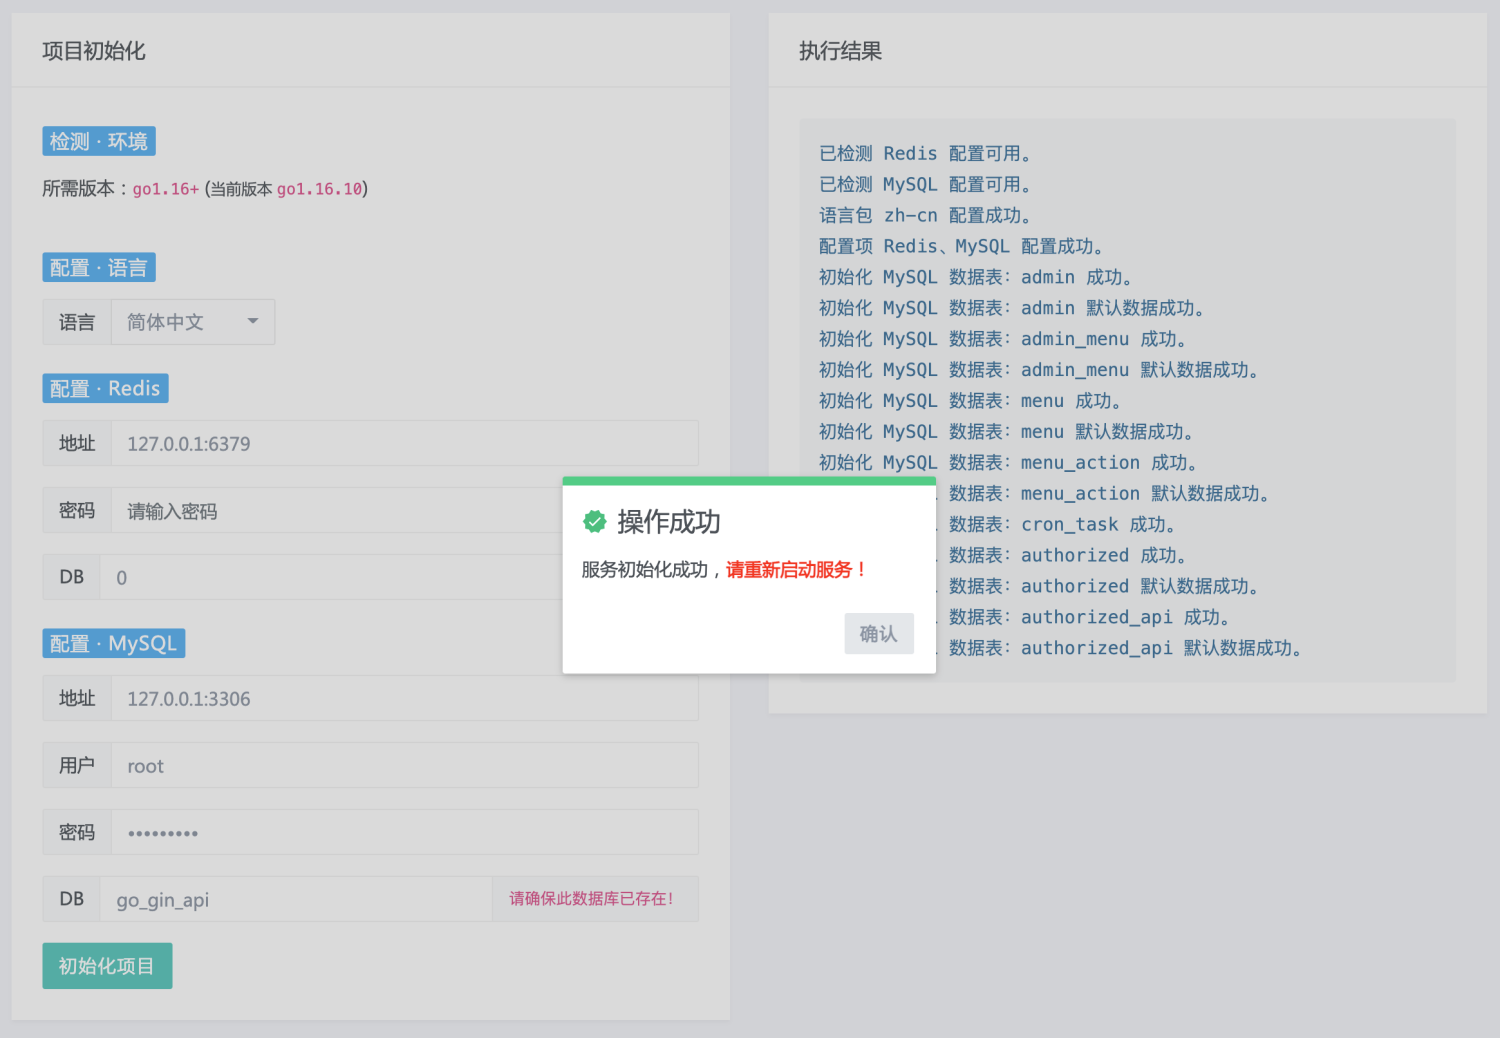 项目初始化
检测 · 环境
所需版本：go1.16+ (当前版本 go1.16.10)
配置 · 语言
语言 简体中文
配置 · Redis
地址 127.0.0.1:6379
密码 请输入密码
DB 0
配置 · MySQL
地址 127.0.0.1:3306
用户 root
密码 •••••••••
DB go_gin_api 请确保此数据库已存在!
初始化项目
执行结果
已检测 Redis 配置可用。
已检测 MySQL 配置可用。
语言包 zh-cn 配置成功。
配置项 Redis、MySQL 配置成功。
初始化 MySQL 数据表：admin 成功。
初始化 MySQL 数据表：admin 默认数据成功。
初始化 MySQL 数据表：admin_menu 成功。
初始化 MySQL 数据表：admin_menu 默认数据成功。
初始化 MySQL 数据表：menu 成功。
初始化 MySQL 数据表：menu 默认数据成功。
初始化 MySQL 数据表：menu_action 成功。
数据表：menu_action 默认数据成功。
数据表：cron_task 成功。
数据表：authorized 成功。
数据表：authorized 默认数据成功。
数据表：authorized_api 成功。
数据表：authorized_api 默认数据成功。
操作成功
服务初始化成功，请重新启动服务！
确认